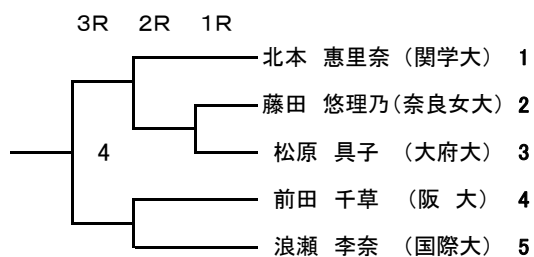 3R 2R 1R
北本 惠里奈 (関学大) 1
藤田 悠理乃(奈良女大) 2
4 松原 具子 (大府大) 3
前田 千草 (阪 大) 4
浪瀬 李奈 (国際大) 5